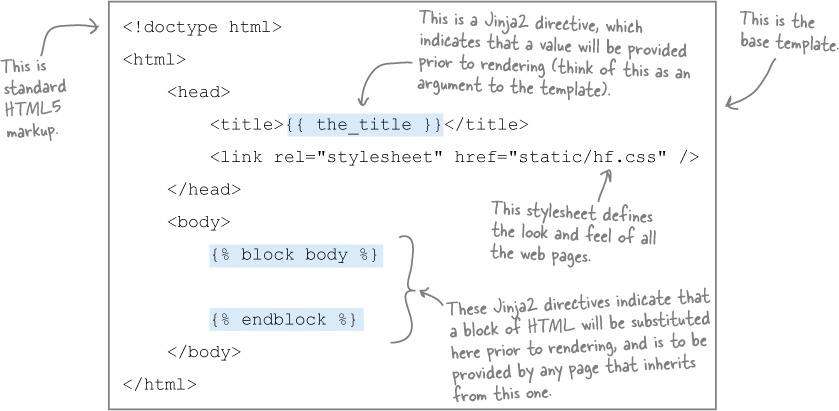 This is a Jinja2 directive, which
indicates that a value will be provided
prior to rendering (think of this as an
argument to the template).
This is the
base template.
This is
standard
HTML5
markup.
<!doctype html>
<html>
<head>
<title>{{ the_title }}</title>
<link rel="stylesheet" href="static/hf.css" />
</head>
<body>
{% block body %}
{% endblock %}
</body>
</html>
This stylesheet defines
the look and feel of all
the web pages.
These Jinja2 directives indicate that
a block of HTML will be substituted
here prior to rendering, and is to be
provided by any page that inherits
from this one.